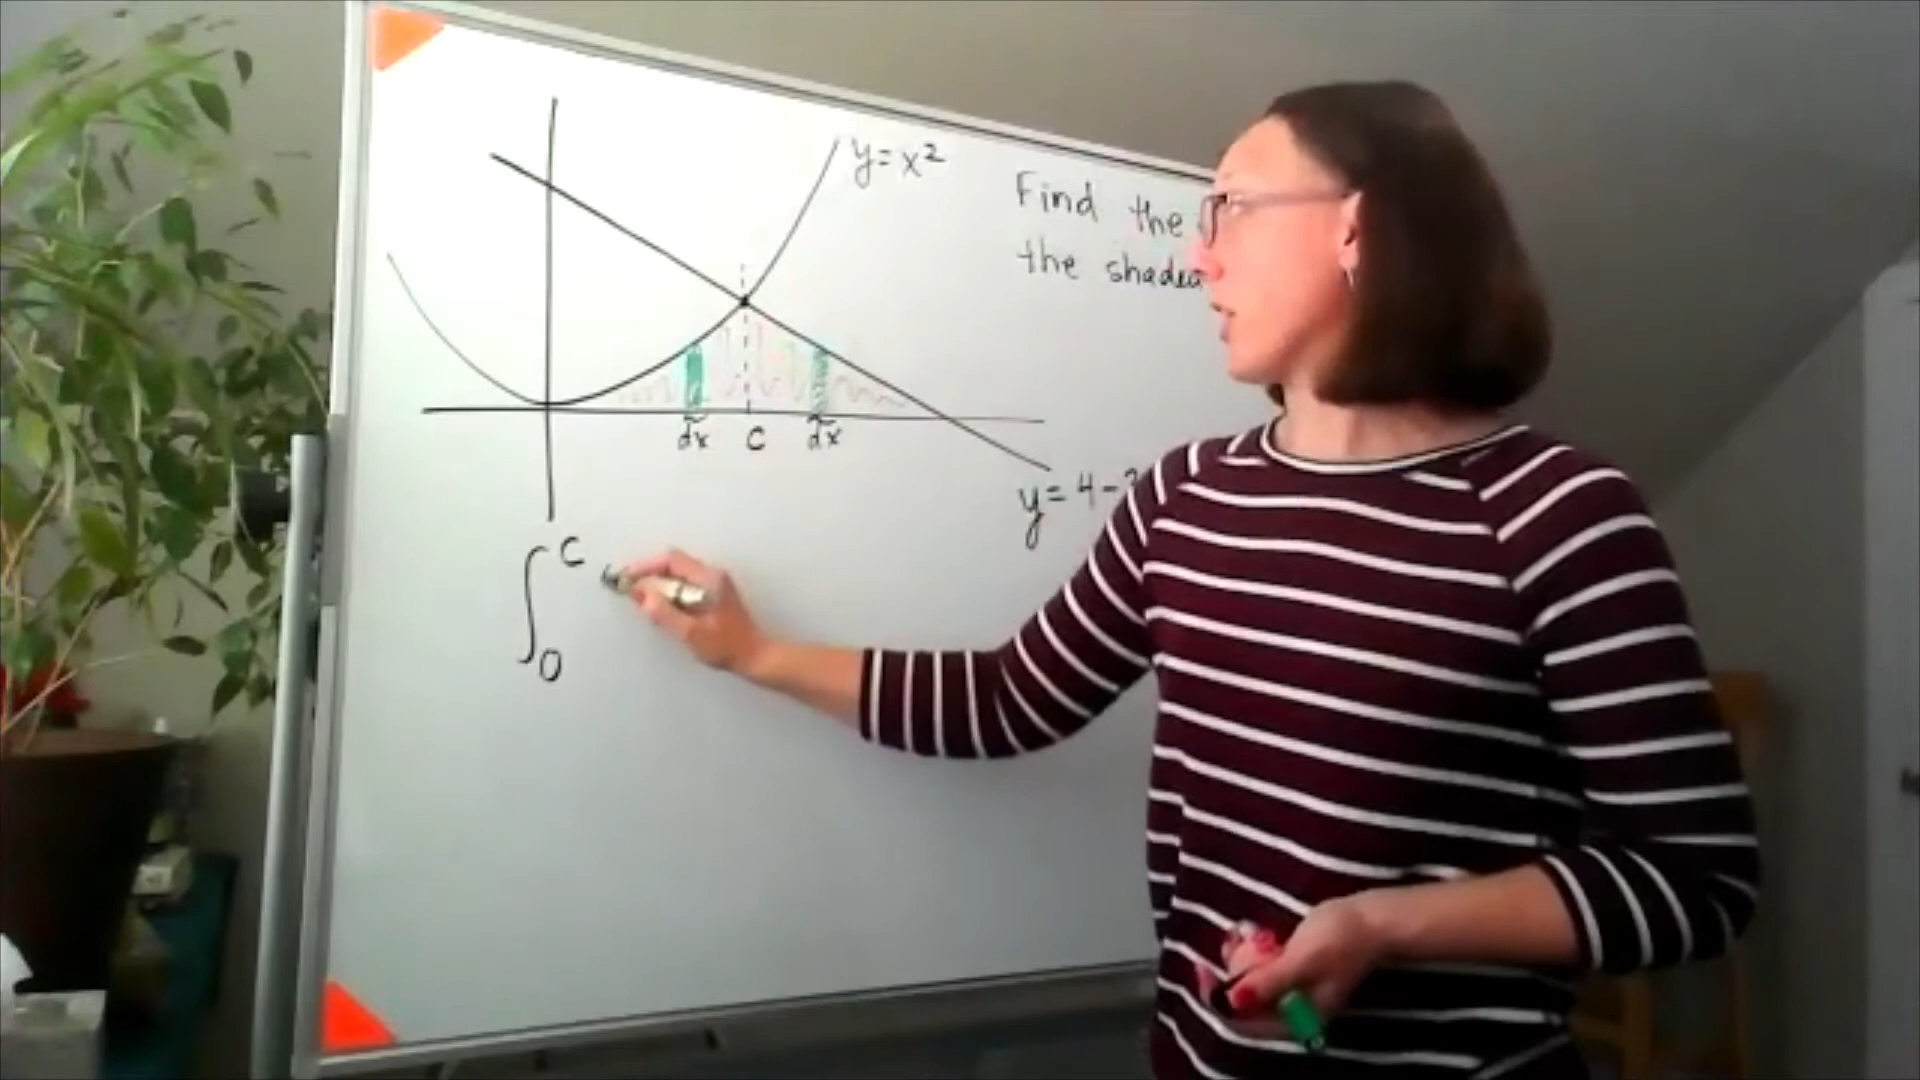 y=x²
Find the
the shaded
dx c dx
y=4-
∫₀ᶜ